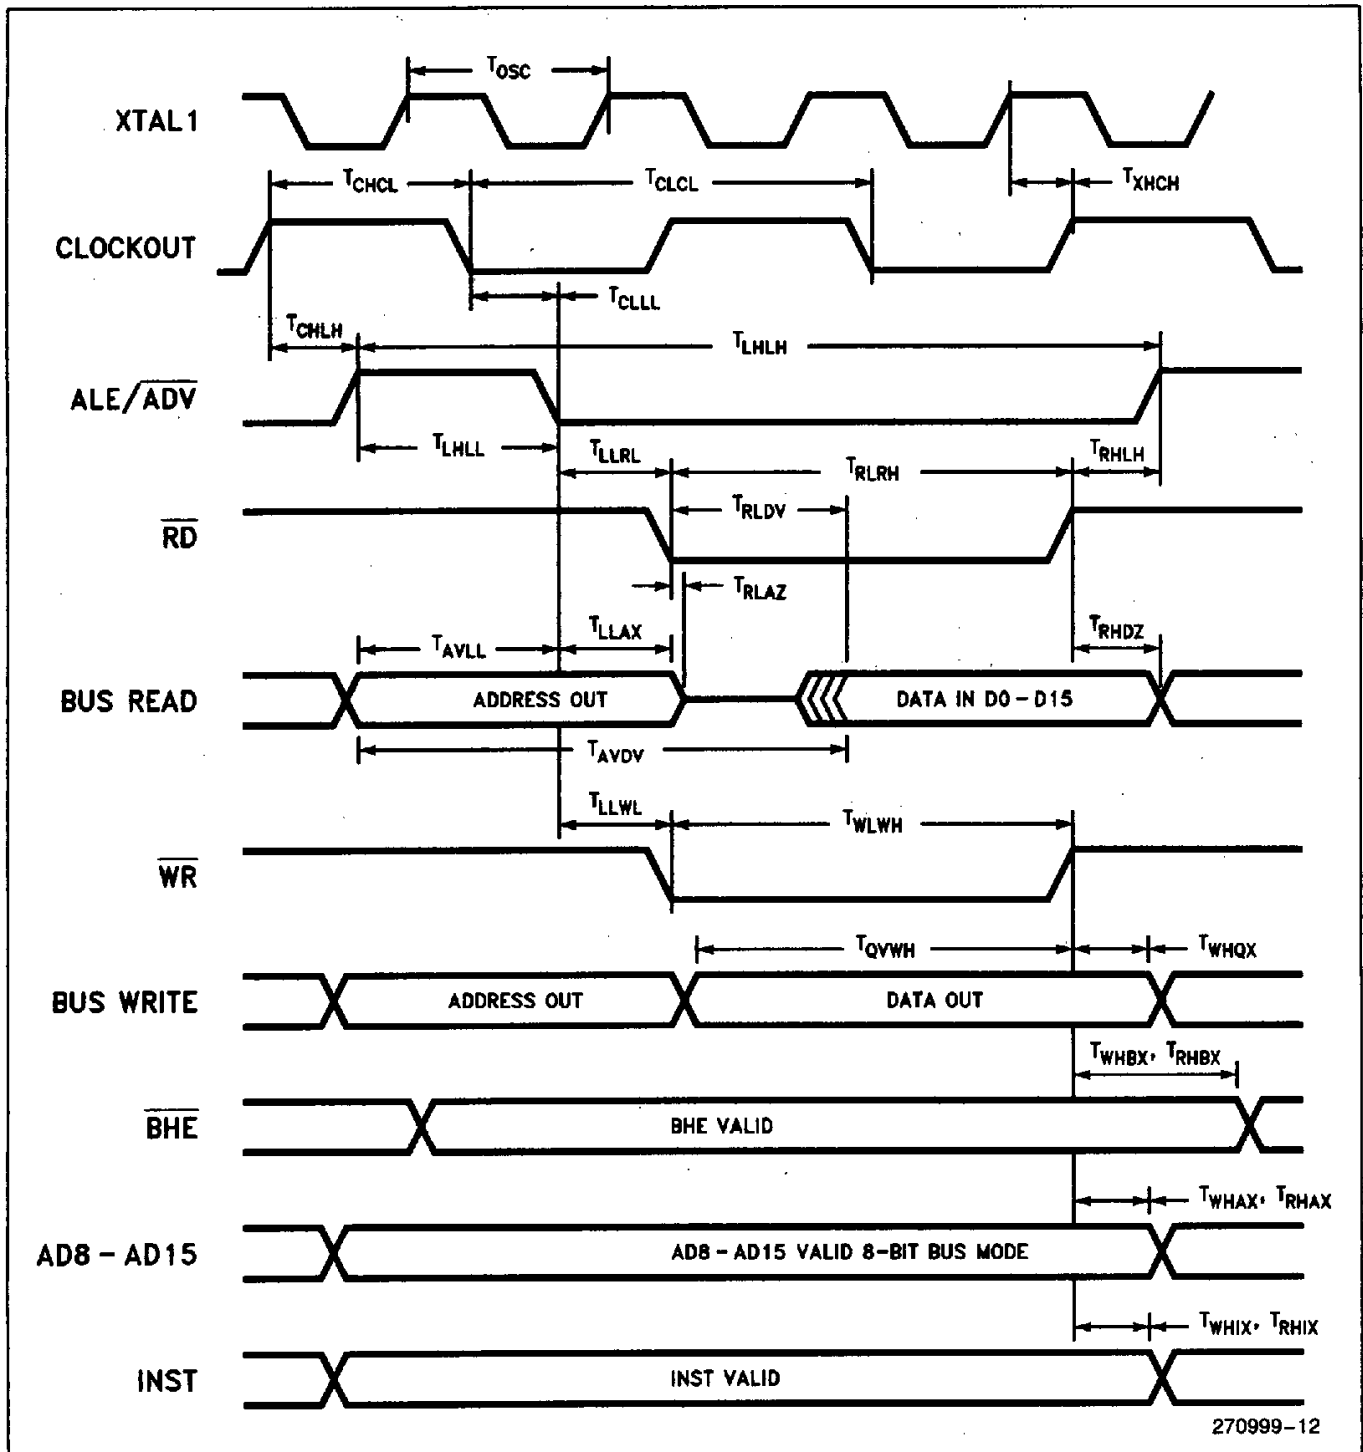 TOSC
XTAL1
TCHCL
TCLCL
TXHCH
CLOCKOUT
TCLLL
TCHLH
TLHLH
ALE/ADV
TLHLL
TLLRL
TRLRH
TRHLH
TRLDV
RD
TRLAZ
TAVLL
TLLAX
TRHDZ
BUS READ
ADDRESS OUT
DATA IN D0 – D15
TAVDV
TLLWL
TWLWH
WR
TQVWH
TWHQX
BUS WRITE
ADDRESS OUT
DATA OUT
TWHBX, TRHBX
BHE
BHE VALID
TWHAX, TRHAX
AD8 – AD15
AD8 – AD15 VALID 8-BIT BUS MODE
TWHIX, TRHIX
INST
INST VALID
270999-12